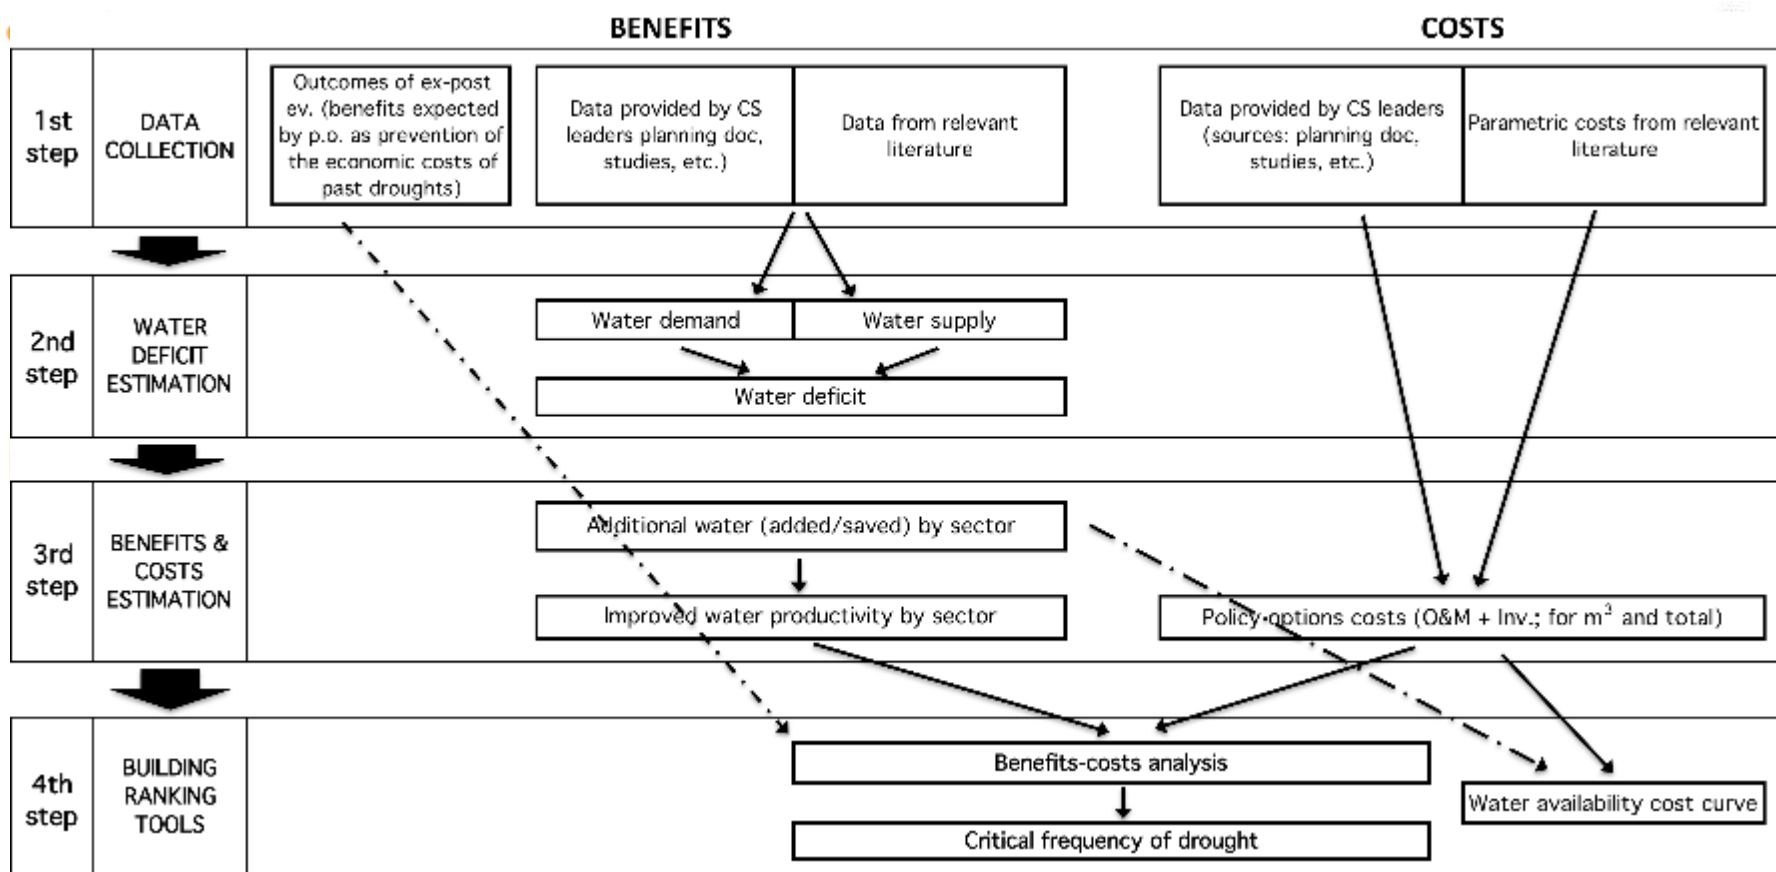 BENEFITS
COSTS
1st
step
DATA
COLLECTION
Outcomes of ex-post
ev. (benefits expected
by p.o. as prevention of
the economic costs of
past droughts)
Data provided by CS
leaders planning doc,
studies, etc.)
Data from relevant
literature
Data provided by CS leaders
(sources: planning doc,
studies, etc.)
Parametric costs from relevant
literature
2nd
step
WATER
DEFICIT
ESTIMATION
Water demand
Water supply
Water deficit
3rd
step
BENEFITS &
COSTS
ESTIMATION
Additional water (added/saved) by sector
Improved water productivity by sector
Policy options costs (O&M + Inv.; for m³ and total)
4th
step
BUILDING
RANKING
TOOLS
Benefits-costs analysis
Critical frequency of drought
Water availability cost curve